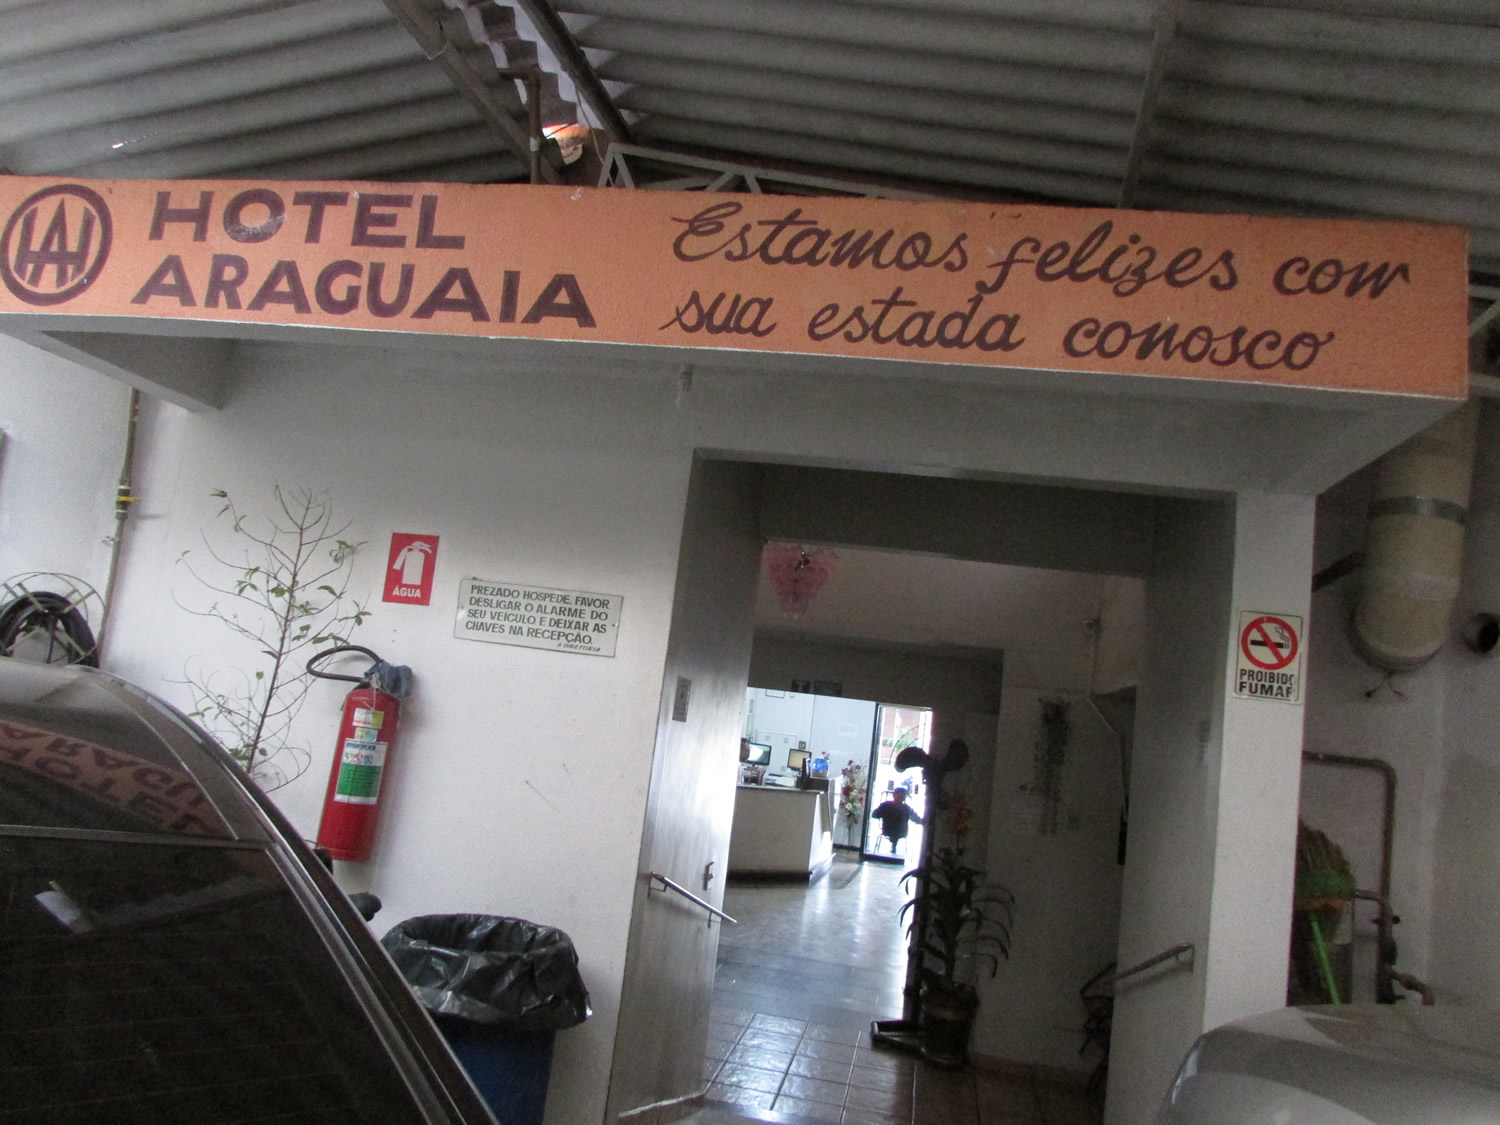 HOTEL
ARAGUAIA
Estamos felizes com
sua estada conosco
ÁGUA
PREZADO HOSPEDE, FAVOR
DESLIGAR O ALARME DO
SEU VEICULO E DEIXAR AS
CHAVES NA RECEPÇÃO.
A DIRETORIA
PROIBIDO
FUMAR